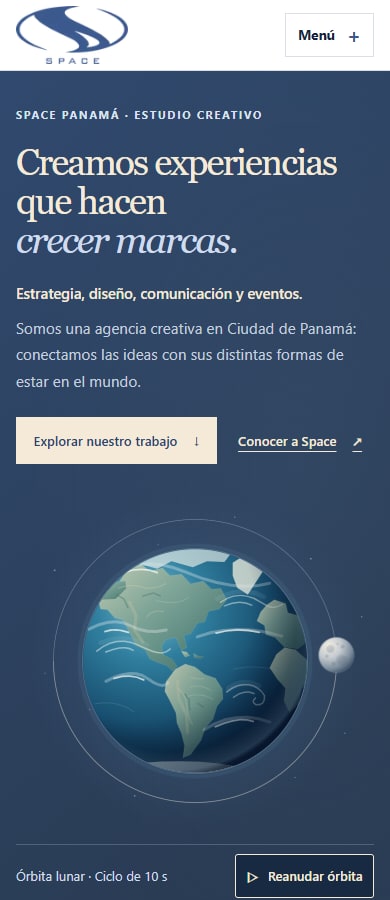 SPACE
Menú +
SPACE PANAMÁ · ESTUDIO CREATIVO
Creamos experiencias
que hacen
crecer marcas.
Estrategia, diseño, comunicación y eventos.
Somos una agencia creativa en Ciudad de Panamá:
conectamos las ideas con sus distintas formas de
estar en el mundo.
Explorar nuestro trabajo ↓
Conocer a Space ↗
Órbita lunar · Ciclo de 10 s
Reanudar órbita